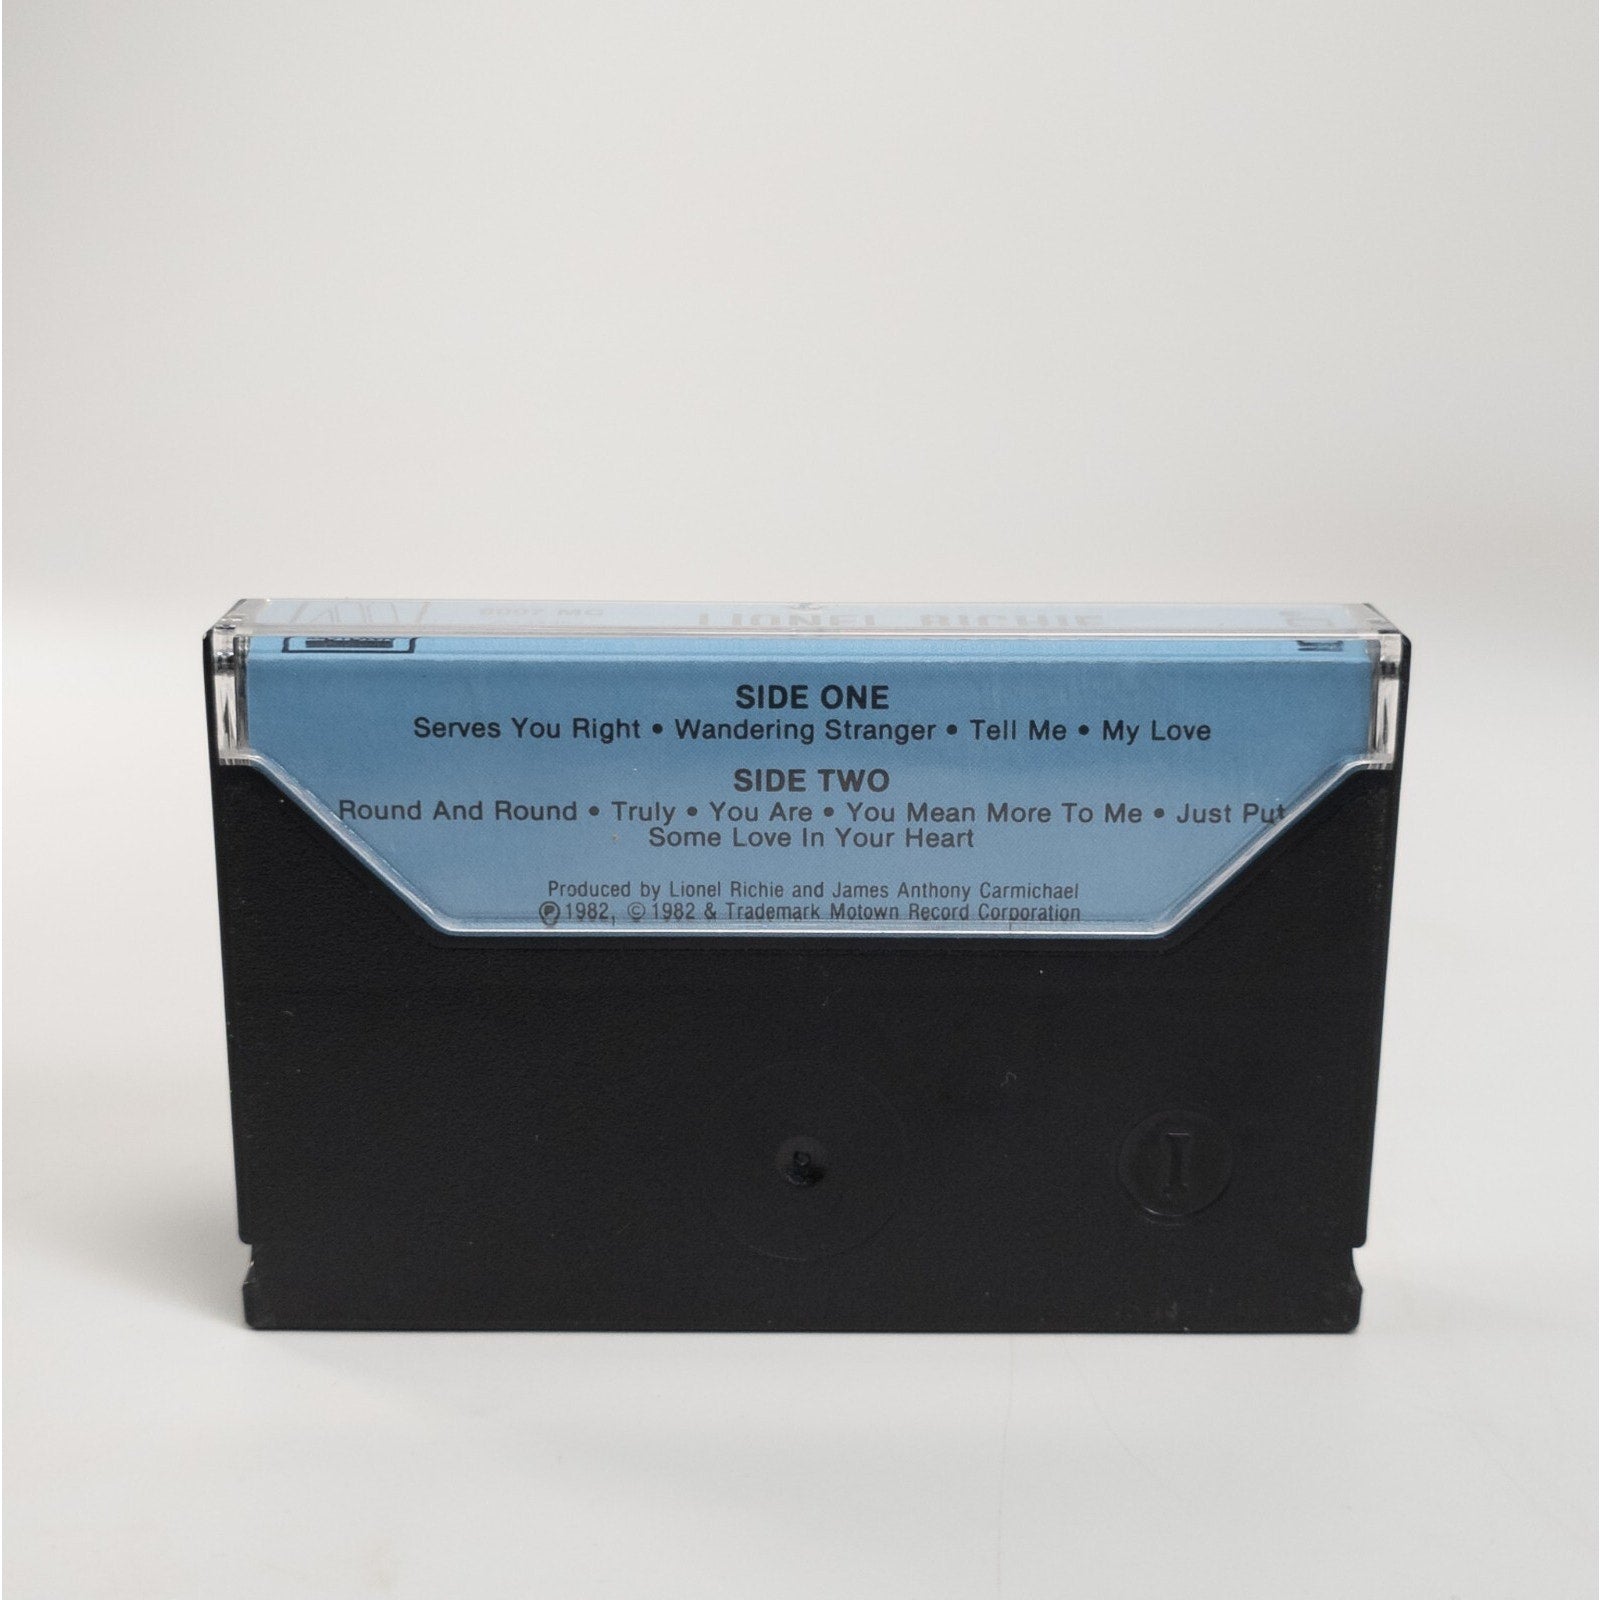 6007 MC LIONEL RICHIE
SIDE ONE
Serves You Right • Wandering Stranger • Tell Me • My Love
SIDE TWO
Round And Round • Truly • You Are • You Mean More To Me • Just Put
Some Love In Your Heart
Produced by Lionel Richie and James Anthony Carmichael
Ⓟ 1982, © 1982 & Trademark Motown Record Corporation
I